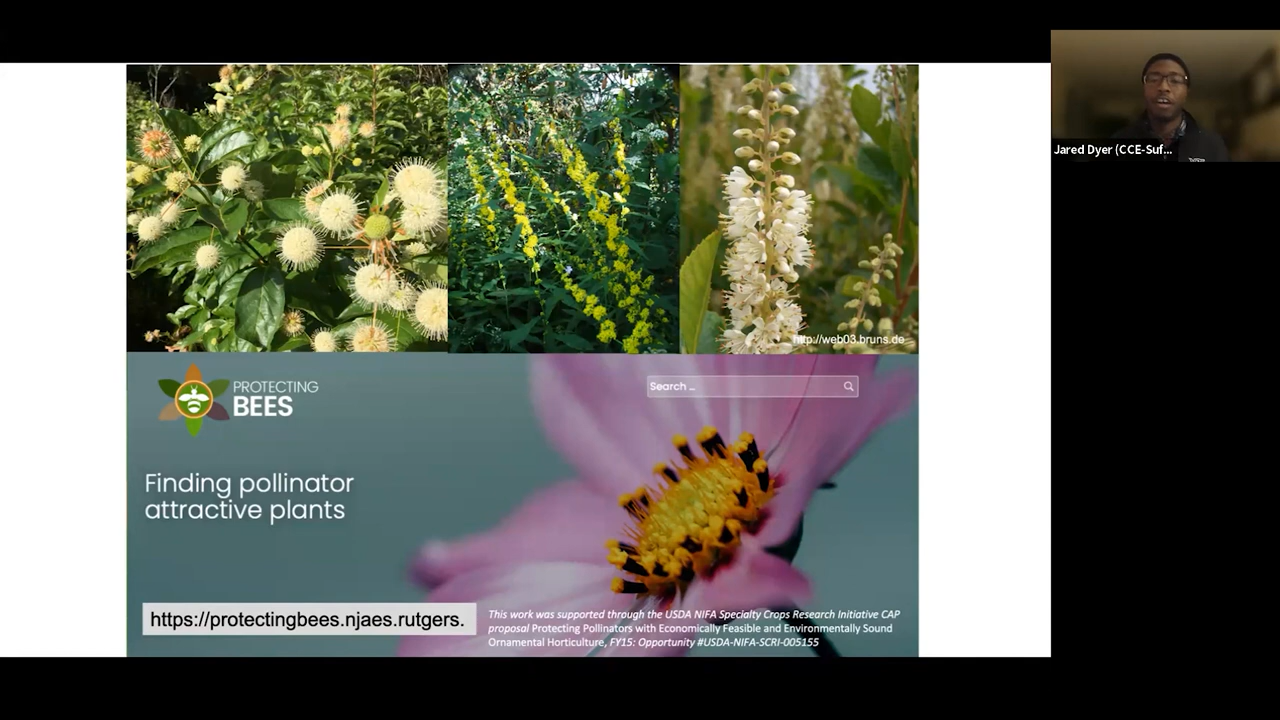 Jared Dyer (CCE-Suf...
http://web03.bruns.de
PROTECTING
BEES
Search ...
Finding pollinator
attractive plants
https://protectingbees.njaes.rutgers.
This work was supported through the USDA NIFA Specialty Crops Research Initiative CAP
proposal Protecting Pollinators with Economically Feasible and Environmentally Sound
Ornamental Horticulture, FY15: Opportunity #USDA-NIFA-SCRI-005155